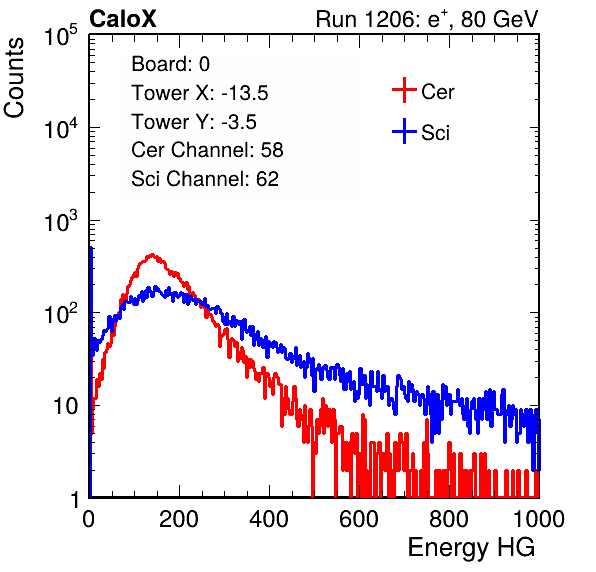 CaloX Run 1206: e⁺, 80 GeV
Counts
10⁵
10⁴
10³
10²
10
1
Board: 0
Tower X: -13.5
Tower Y: -3.5
Cer Channel: 58
Sci Channel: 62
Cer
Sci
0 200 400 600 800 1000
Energy HG